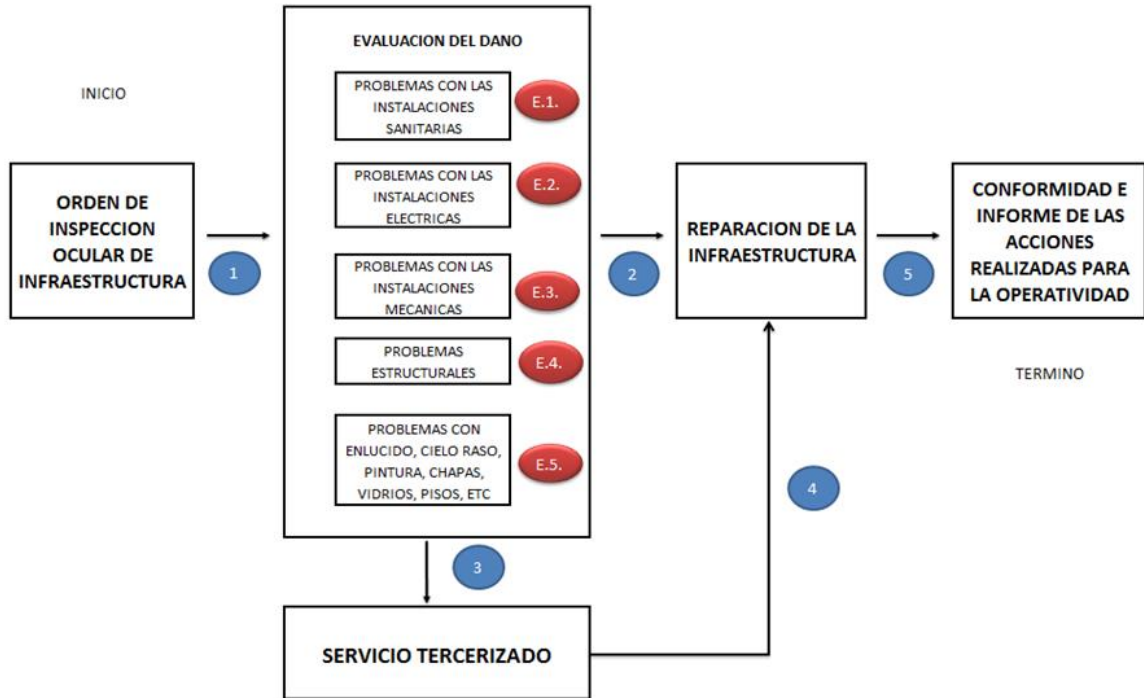 INICIO
ORDEN DE
INSPECCION
OCULAR DE
INFRAESTRUCTURA
1
EVALUACION DEL DANO
PROBLEMAS CON LAS
INSTALACIONES
SANITARIAS
E.1.
PROBLEMAS CON LAS
INSTALACIONES
ELECTRICAS
E.2.
PROBLEMAS CON LAS
INSTALACIONES
MECANICAS
E.3.
PROBLEMAS
ESTRUCTURALES
E.4.
PROBLEMAS CON
ENLUCIDO, CIELO RASO,
PINTURA, CHAPAS,
VIDRIOS, PISOS, ETC
E.5.
2
REPARACION DE LA
INFRAESTRUCTURA
5
CONFORMIDAD E
INFORME DE LAS
ACCIONES
REALIZADAS PARA
LA OPERATIVIDAD
TERMINO
3
SERVICIO TERCERIZADO
4